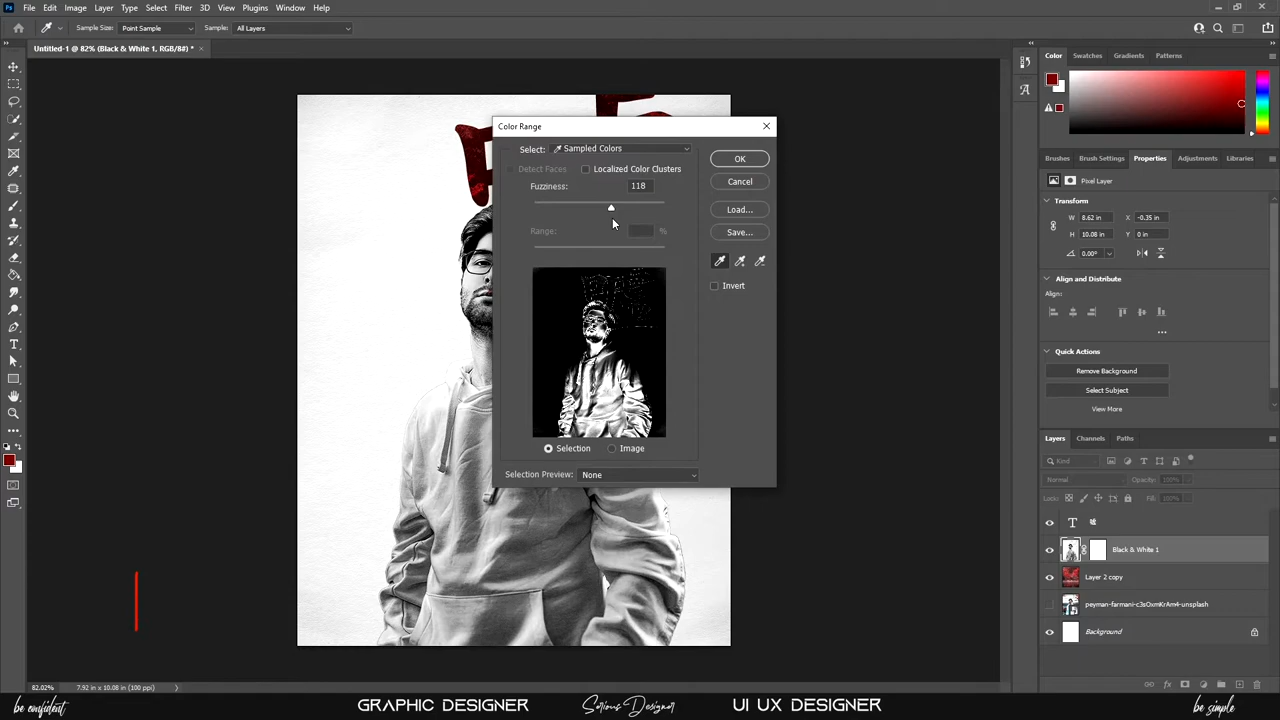 File Edit Image Layer Type Select Filter 3D View Plugins Window Help
Sample Size: Point Sample Sample: All Layers
Untitled-1 @ 82% (Black & White 1, RGB/8#) *
Color Swatches Gradients Patterns
Color Range
Select: Sampled Colors
Detect Faces Localized Color Clusters
Fuzziness: 118
Range: %
Selection Image
Selection Preview: None
OK
Cancel
Load...
Save...
Invert
Brushes Brush Settings Properties Adjustments Libraries
Pixel Layer
Transform
W 8.62 in X -0.35 in
H 10.08 in Y 0 in
0.00°
Align and Distribute
Align:
Quick Actions
Remove Background
Select Subject
View More
Layers Channels Paths
Kind
Normal Opacity: 100%
Lock: Fill: 100%
T
Black & White 1
Layer 2 copy
peyman-farmani-c3sOxmKrAm4-unsplash
Background
82.02% 7.92 in x 10.08 in (100 ppi)
be confident GRAPHIC DESIGNER Serious Designer UI UX DESIGNER be simple